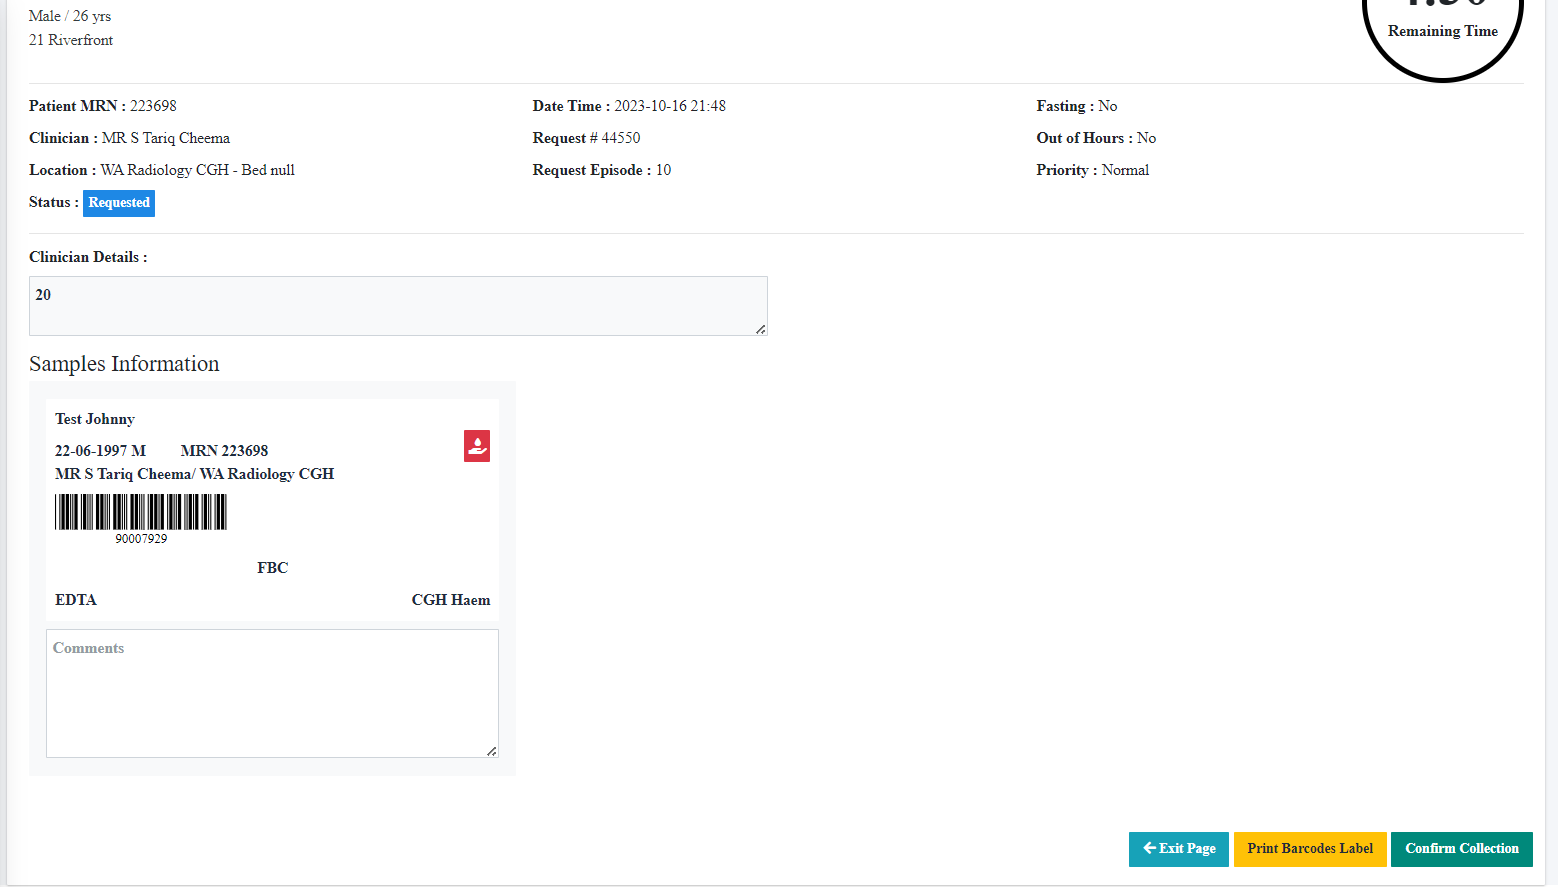 Male / 26 yrs
21 Riverfront
Remaining Time
Patient MRN : 223698
Date Time : 2023-10-16 21:48
Fasting : No
Clinician : MR S Tariq Cheema
Request # 44550
Out of Hours : No
Location : WA Radiology CGH - Bed null
Request Episode : 10
Priority : Normal
Status : Requested
Clinician Details :
20
Samples Information
Test Johnny
22-06-1997 M MRN 223698
MR S Tariq Cheema/ WA Radiology CGH
90007929
FBC
EDTA
CGH Haem
Comments
Exit Page
Print Barcodes Label
Confirm Collection